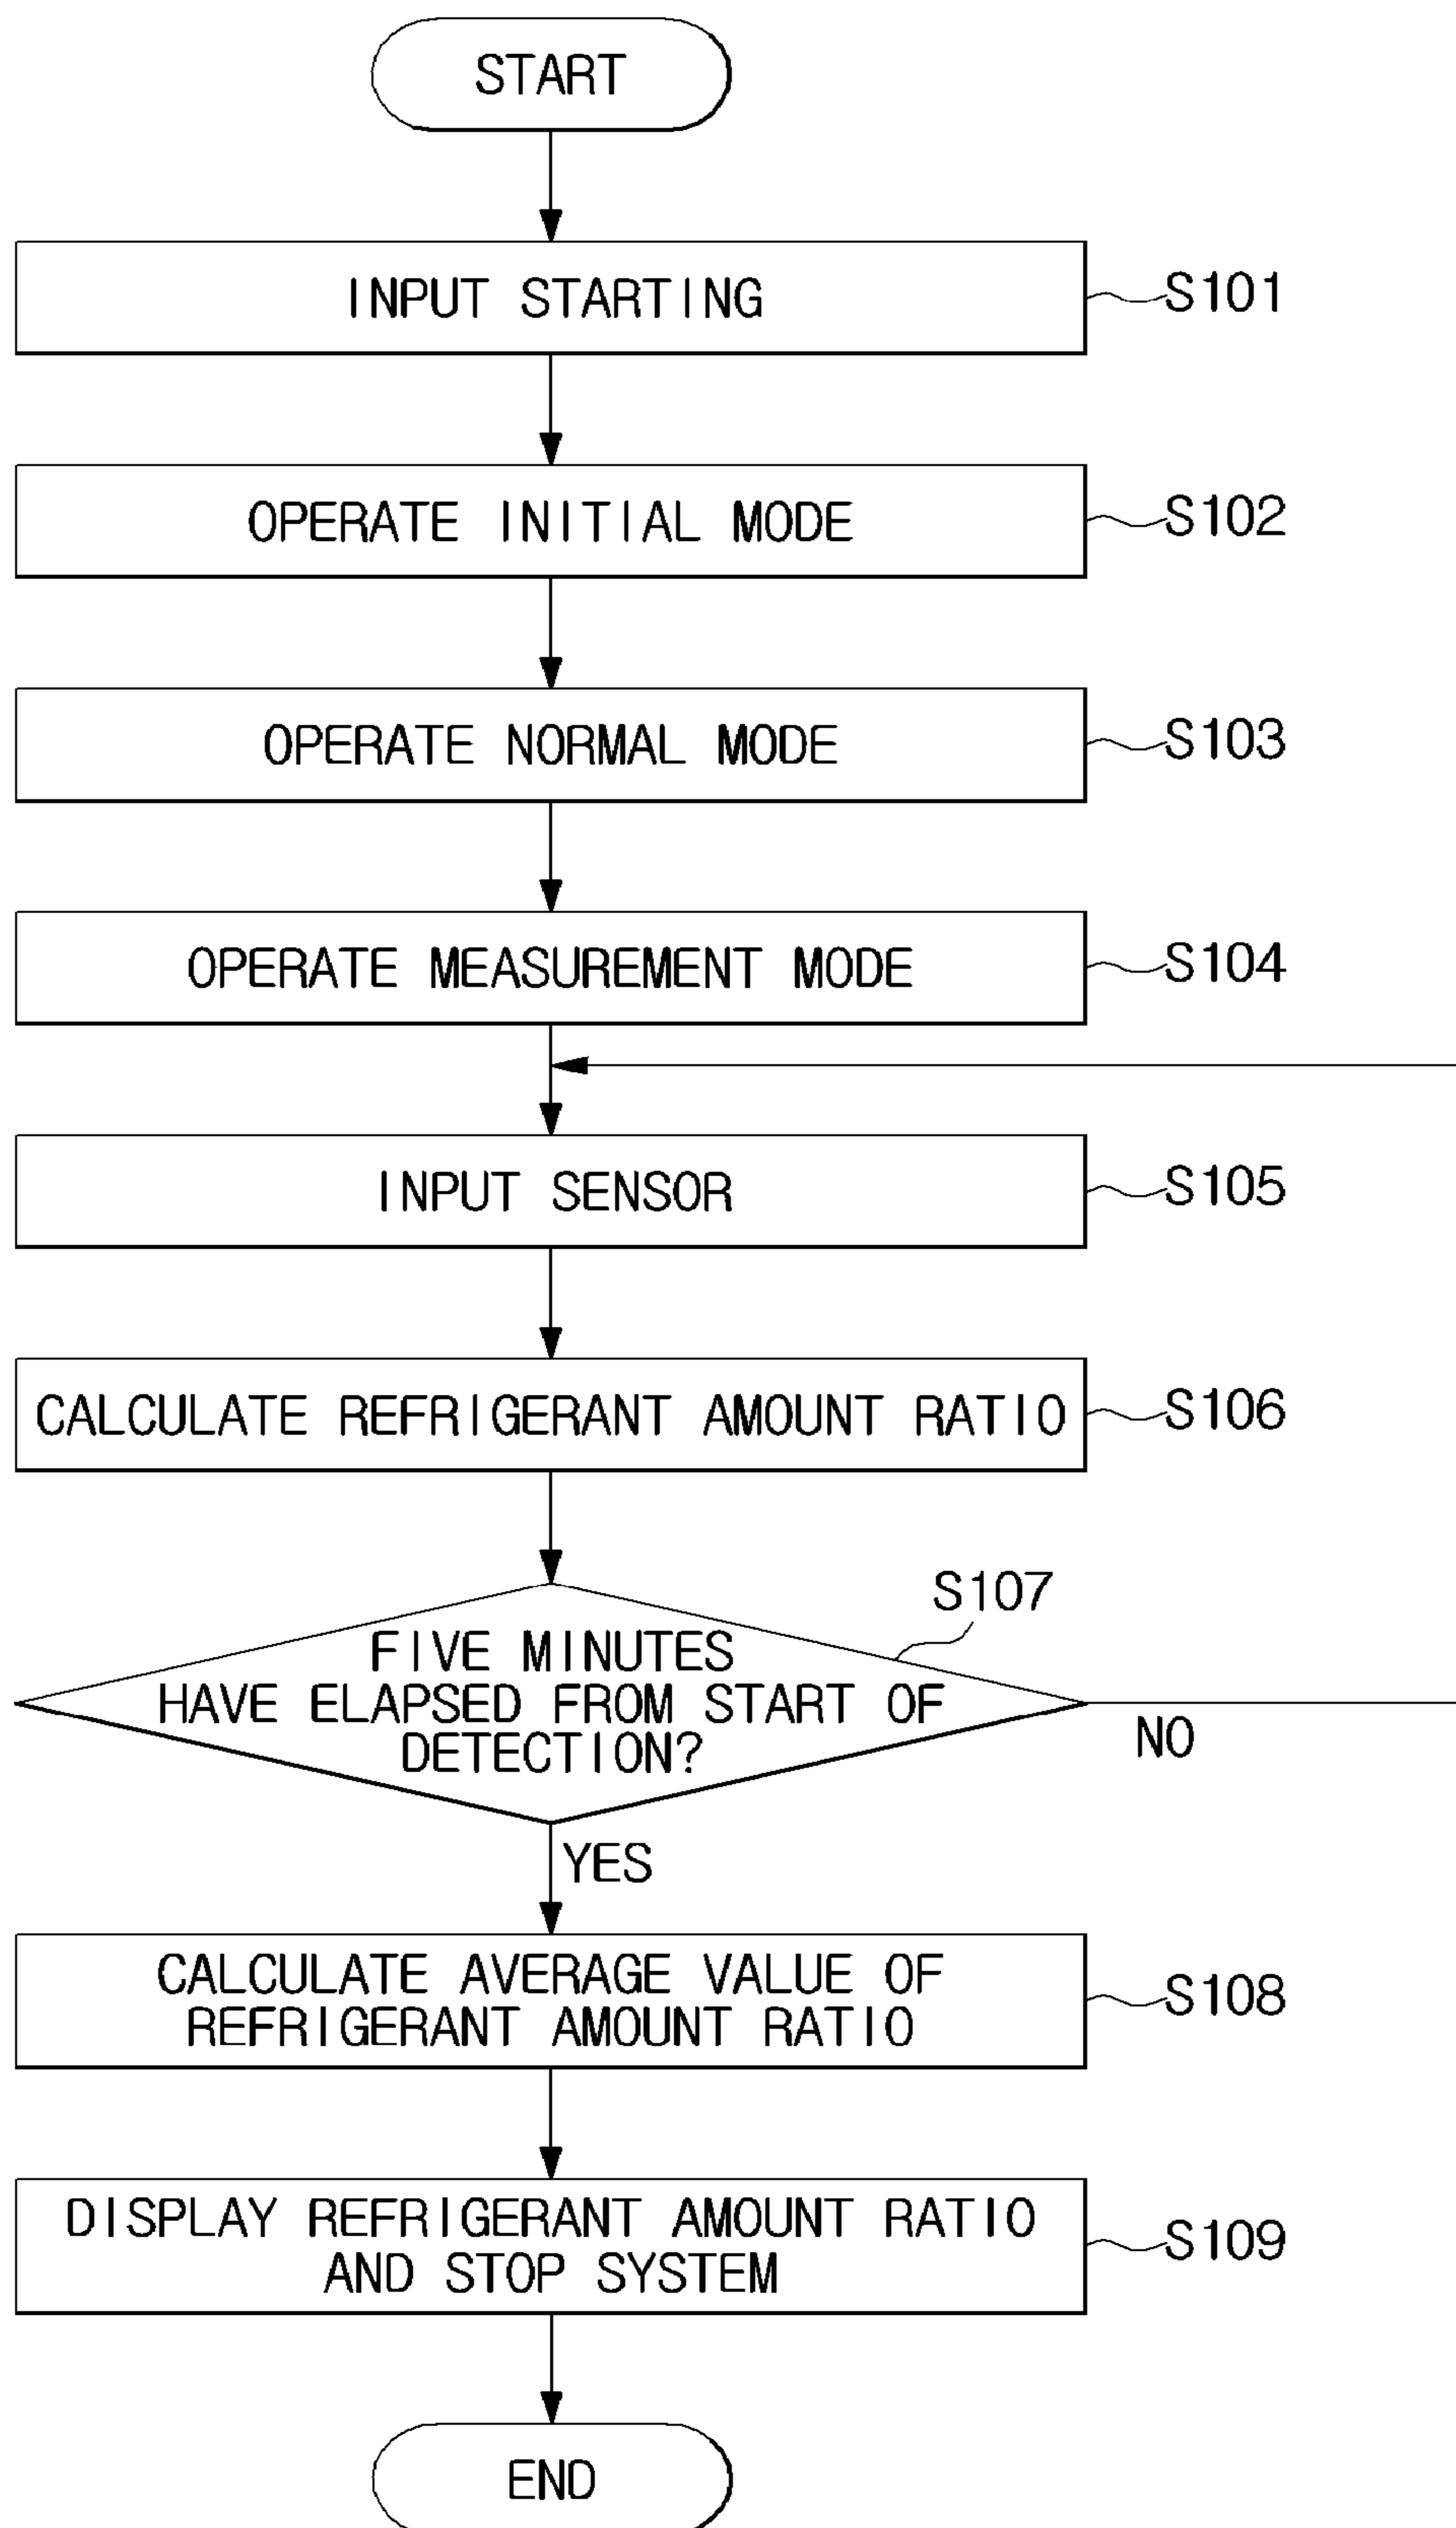 START
INPUT STARTING
S101
OPERATE INITIAL MODE
S102
OPERATE NORMAL MODE
S103
OPERATE MEASUREMENT MODE
S104
INPUT SENSOR
S105
CALCULATE REFRIGERANT AMOUNT RATIO
S106
S107
FIVE MINUTES
HAVE ELAPSED FROM START OF
DETECTION?
NO
YES
CALCULATE AVERAGE VALUE OF
REFRIGERANT AMOUNT RATIO
S108
DISPLAY REFRIGERANT AMOUNT RATIO
AND STOP SYSTEM
S109
END